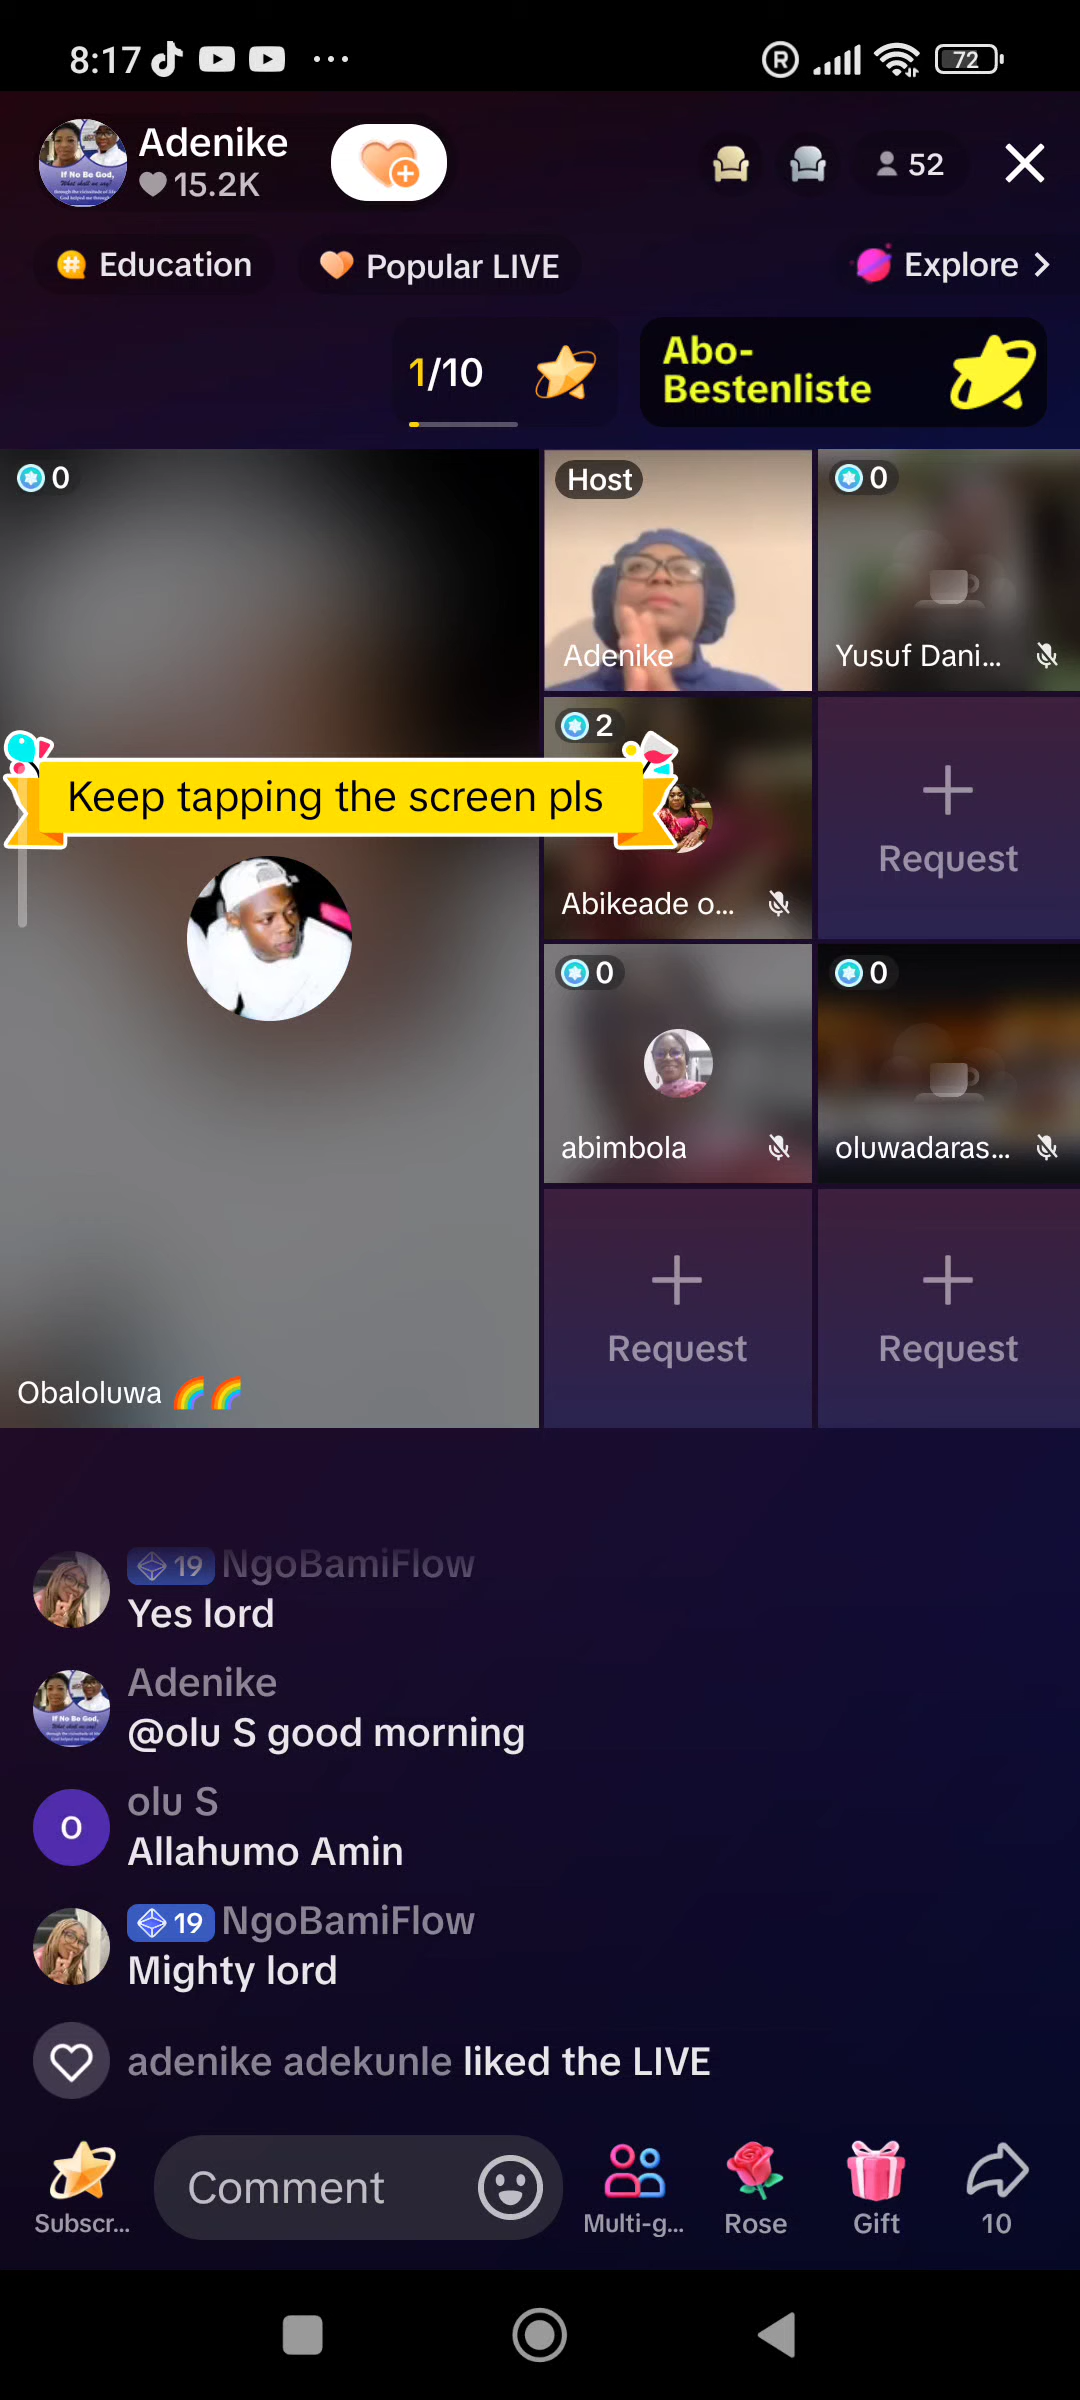 8:17
72
Adenike
15.2K
52
Education
Popular LIVE
Explore
1/10
Abo-
Bestenliste
0
Host
Adenike
0
Yusuf Dani...
Keep tapping the screen pls
2
Abikeade o...
Request
0
abimbola
0
oluwadaras...
Obaloluwa 🌈🌈
Request
Request
19 NgoBamiFlow
Yes lord
Adenike
@olu S good morning
O
olu S
Allahumo Amin
19 NgoBamiFlow
Mighty lord
adenike adekunle liked the LIVE
Subscr...
Comment
Multi-g...
Rose
Gift
10